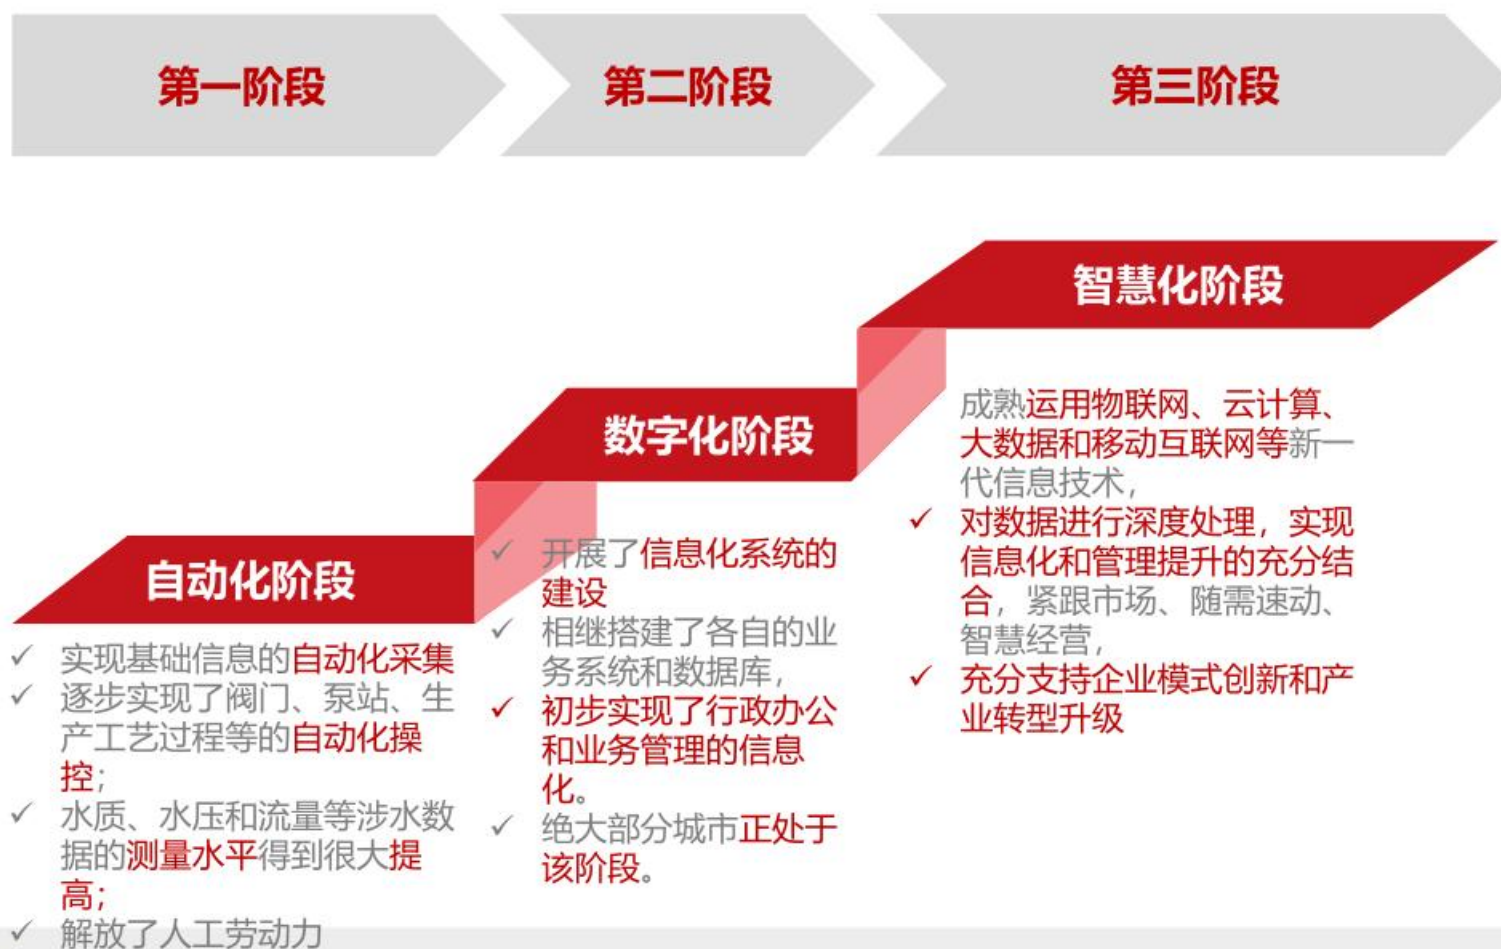 第一阶段
第二阶段
第三阶段
智慧化阶段
数字化阶段
自动化阶段
✓ 实现基础信息的自动化采集
✓ 逐步实现了阀门、泵站、生
产工艺过程等的自动化操
控；
✓ 水质、水压和流量等涉水数
据的测量水平得到很大提
高；
✓ 解放了人工劳动力
✓ 开展了信息化系统的
建设
✓ 相继搭建了各自的业
务系统和数据库，
✓ 初步实现了行政办公
和业务管理的信息
化。
✓ 绝大部分城市正处于
该阶段。
成熟运用物联网、云计算、
大数据和移动互联网等新一
代信息技术，
✓ 对数据进行深度处理，实现
信息化和管理提升的充分结
合，紧跟市场、随需速动、
智慧经营，
✓ 充分支持企业模式创新和产
业转型升级